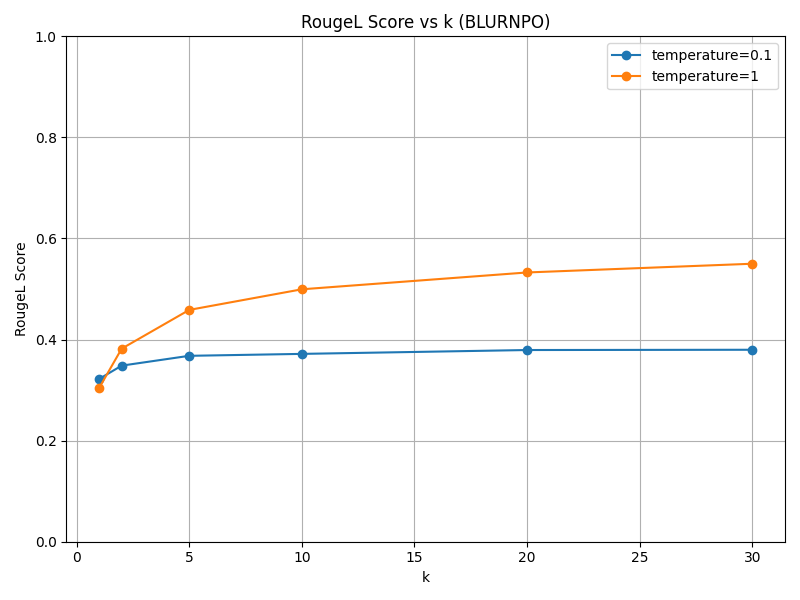 RougeL Score vs k (BLURNPO)
temperature=0.1
temperature=1
RougeL Score
1.0
0.8
0.6
0.4
0.2
0.0
0 5 10 15 20 25 30
k